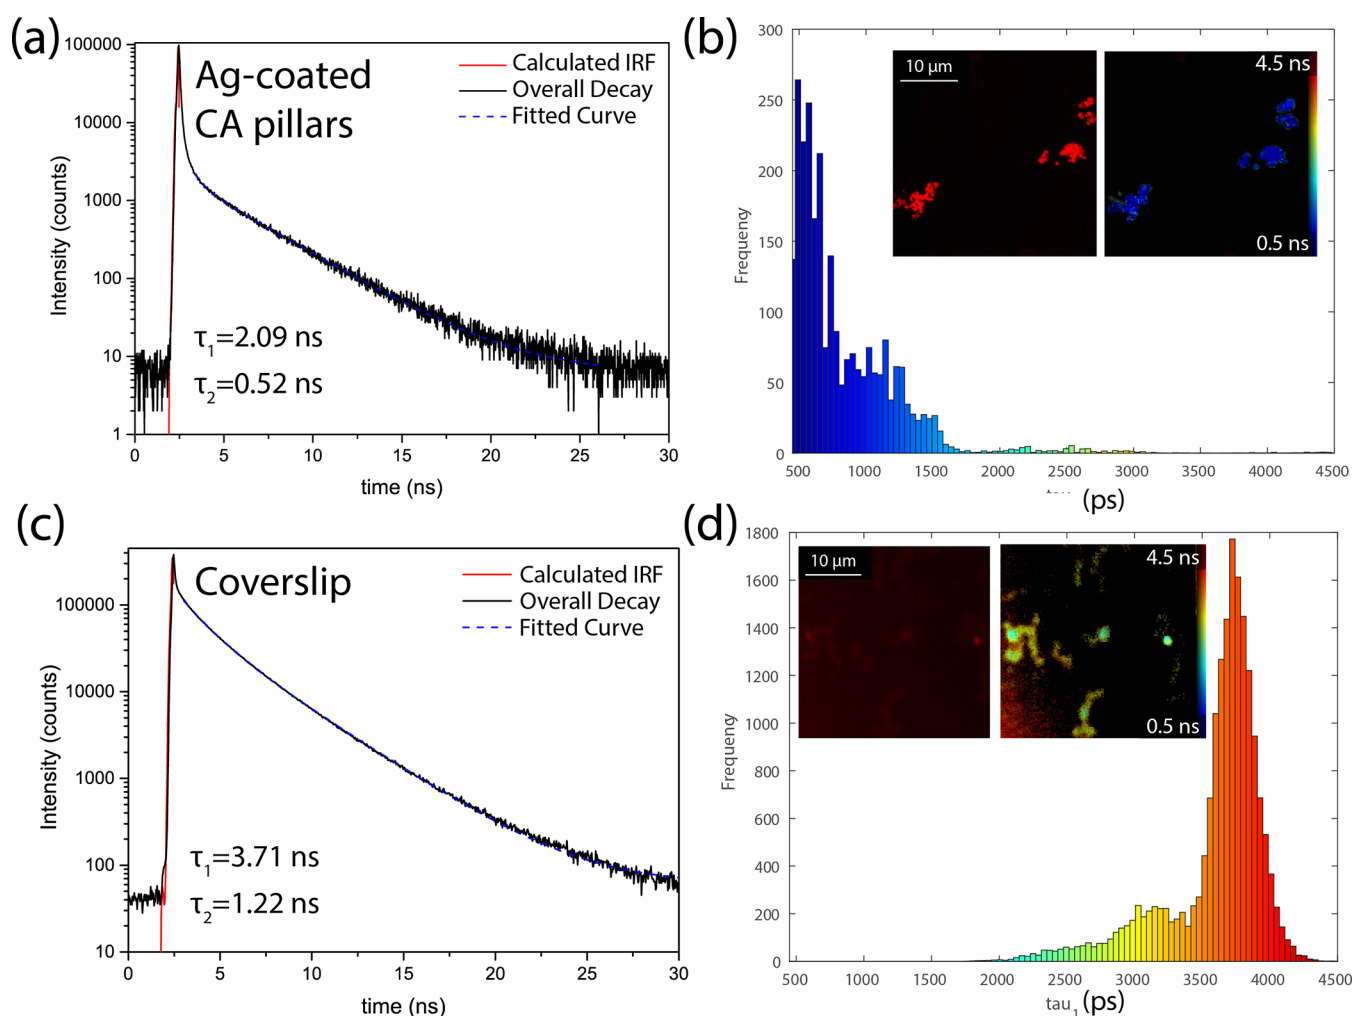 (a)
Ag-coated
CA pillars
Calculated IRF
Overall Decay
Fitted Curve
τ1=2.09 ns
τ2=0.52 ns
Intensity (counts)
100000
10000
1000
100
10
1
0 5 10 15 20 25 30
time (ns)
(b)
Frequency
300
250
200
150
100
50
0
10 µm
4.5 ns
0.5 ns
500 1000 1500 2000 2500 3000 3500 4000 4500
(ps)
(c)
Coverslip
Calculated IRF
Overall Decay
Fitted Curve
τ1=3.71 ns
τ2=1.22 ns
Intensity (counts)
100000
10000
1000
100
10
0 5 10 15 20 25 30
time (ns)
(d)
Frequency
1800
1600
1400
1200
1000
800
600
400
200
0
10 µm
4.5 ns
0.5 ns
500 1000 1500 2000 2500 3000 3500 4000 4500
tau1 (ps)